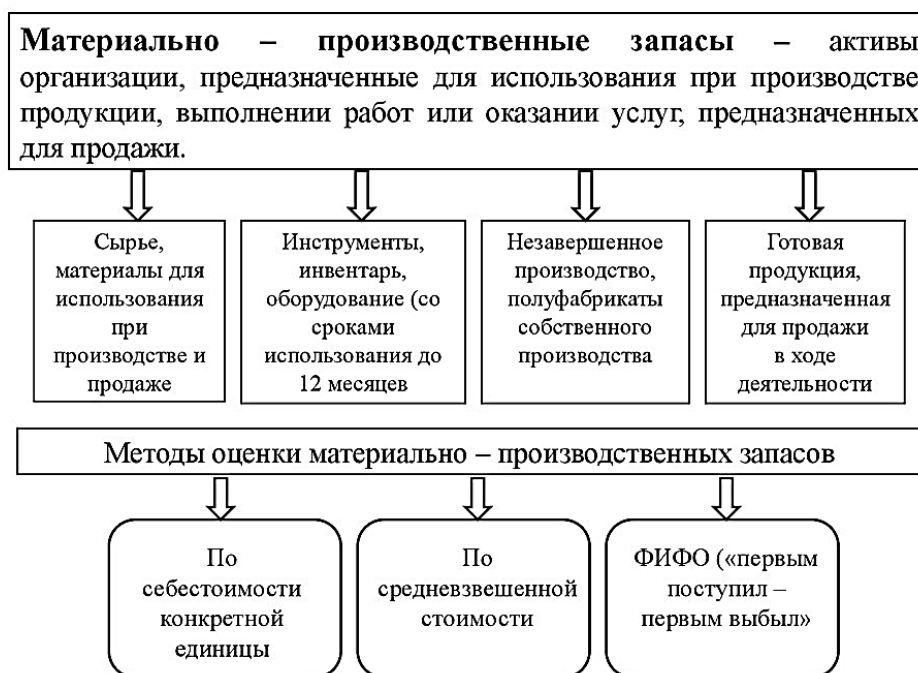 Материально – производственные запасы – активы
организации, предназначенные для использования при производстве
продукции, выполнении работ или оказании услуг, предназначенных
для продажи.
Сырье,
материалы для
использования
при
производстве и
продаже
Инструменты,
инвентарь,
оборудование (со
сроками
использования до
12 месяцев
Незавершенное
производство,
полуфабрикаты
собственного
производства
Готовая
продукция,
предназначенная
для продажи
в ходе
деятельности
Методы оценки материально – производственных запасов
По
себестоимости
конкретной
единицы
По
средневзвешенной
стоимости
ФИФО («первым
поступил –
первым выбыл»